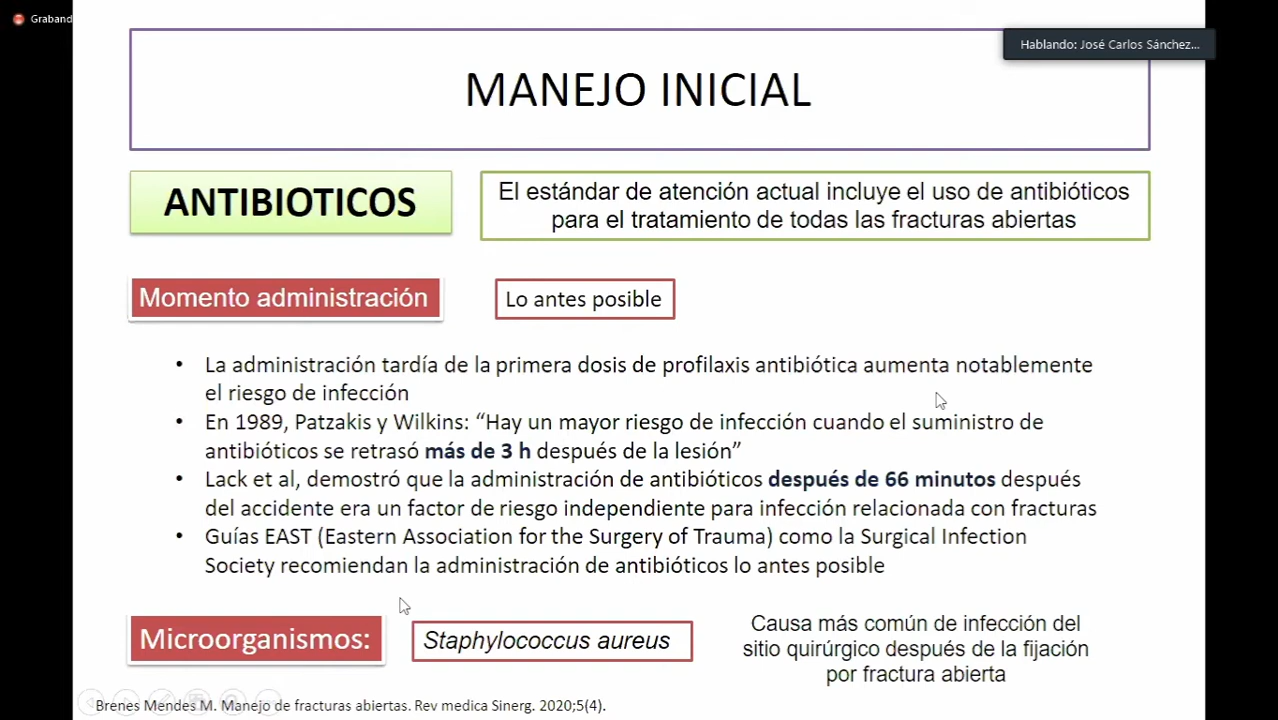 Graband
Hablando: José Carlos Sánchez...
MANEJO INICIAL
ANTIBIOTICOS
El estándar de atención actual incluye el uso de antibióticos
para el tratamiento de todas las fracturas abiertas
Momento administración
Lo antes posible
• La administración tardía de la primera dosis de profilaxis antibiótica aumenta notablemente
el riesgo de infección
• En 1989, Patzakis y Wilkins: “Hay un mayor riesgo de infección cuando el suministro de
antibióticos se retrasó más de 3 h después de la lesión”
• Lack et al, demostró que la administración de antibióticos después de 66 minutos después
del accidente era un factor de riesgo independiente para infección relacionada con fracturas
• Guías EAST (Eastern Association for the Surgery of Trauma) como la Surgical Infection
Society recomiendan la administración de antibióticos lo antes posible
Microorganismos:
Staphylococcus aureus
Causa más común de infección del
sitio quirúrgico después de la fijación
por fractura abierta
Brenes Mendes M. Manejo de fracturas abiertas. Rev medica Sinerg. 2020;5(4).